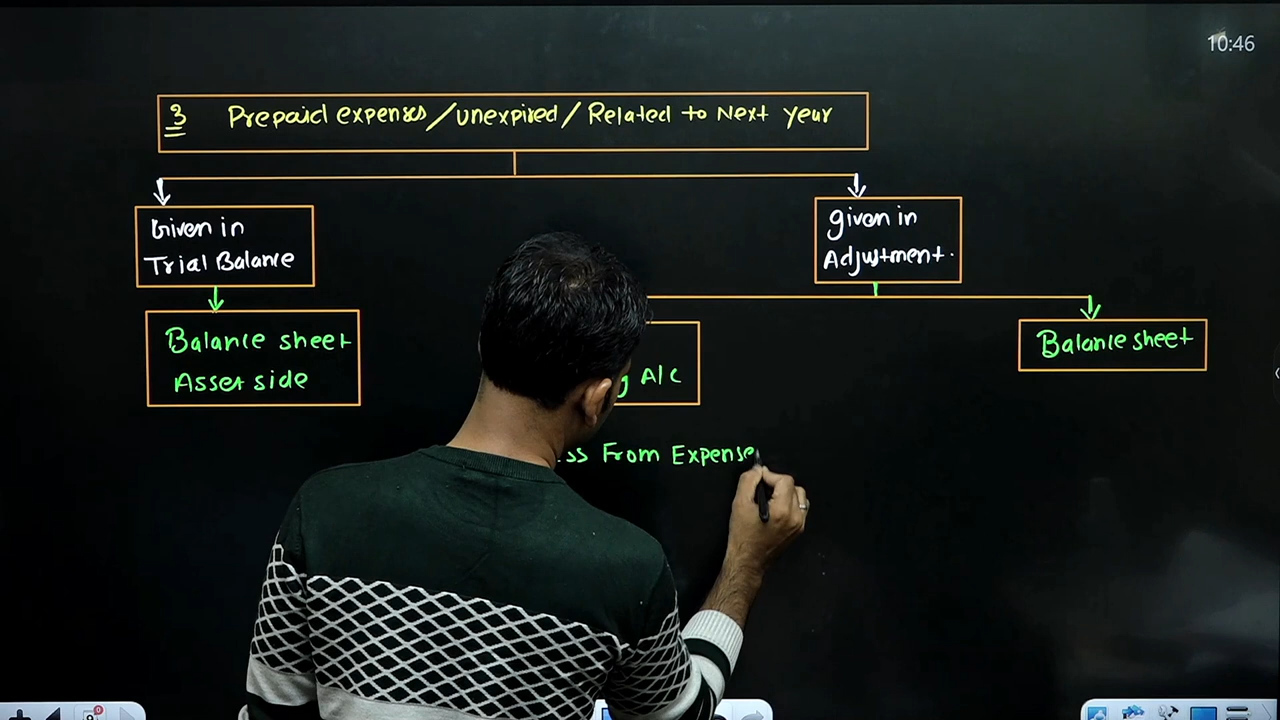 10:46
3 Prepaid expenses/unexpired/Related to Next year
Given in
Trial Balance
given in
Adjustment.
Balance sheet
Asset side
A/C
Balance sheet
From Expense